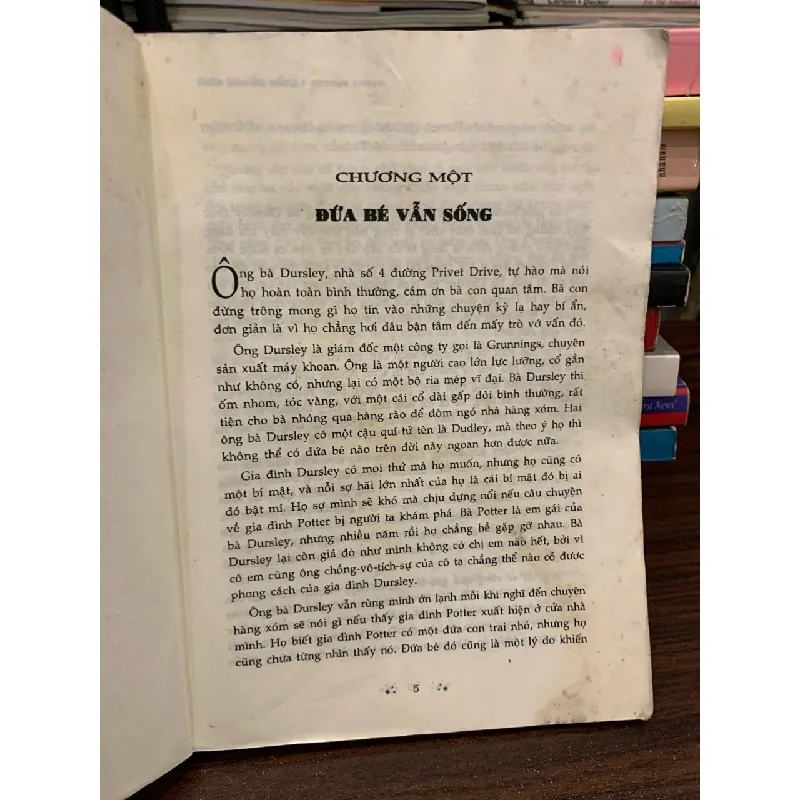 CHƯƠNG MỘT
ĐỨA BÉ VẪN SỐNG
Ông bà Dursley, nhà số 4 đường Privet Drive, tự hào mà nói
họ hoàn toàn bình thường, cám ơn bà con quan tâm. Bà con
đừng trông mong gì họ tin vào những chuyện kỳ lạ hay bí ẩn,
đơn giản là vì họ chẳng hơi đâu bận tâm đến mấy trò vớ vẩn đó.
Ông Dursley là giám đốc một công ty gọi là Grunnings, chuyên
sản xuất máy khoan. Ông là một người cao lớn lực lưỡng, cổ gần
như không có, nhưng lại có một bộ ria mép vĩ đại. Bà Dursley thì
ốm nhom, tóc vàng, với một cái cổ dài gấp đôi bình thường, rất
tiện cho bà nhóng qua hàng rào để dòm ngó nhà hàng xóm. Hai
ông bà Dursley có một cậu quí tử tên là Dudley, mà theo ý họ thì
không thể có đứa bé nào trên đời này ngoan hơn được nữa.
Gia đình Dursley có mọi thứ mà họ muốn, nhưng họ cũng có
một bí mật, và nỗi sợ hãi lớn nhất của họ là cái bí mật đó bị ai
đó bật mí. Họ sợ mình sẽ khó mà chịu đựng nổi nếu câu chuyện
về gia đình Potter bị người ta khám phá. Bà Potter là em gái của
bà Dursley, nhưng nhiều năm rồi họ chẳng hề gặp gỡ nhau. Bà
Dursley lại còn giả đò như mình không có chị em nào hết, bởi vì
cô em cùng ông chồng-vô-tích-sự của cô ta chẳng thể nào có được
phong cách của gia đình Dursley.
Ông bà Dursley vẫn rùng mình ớn lạnh mỗi khi nghĩ đến chuyện
hàng xóm sẽ nói gì nếu thấy gia đình Potter xuất hiện ở cửa nhà
mình. Họ biết gia đình Potter có một đứa con trai nhỏ, nhưng họ
cũng chưa từng nhìn thấy nó. Đứa bé đó cũng là một lý do khiến
5
nhã nam